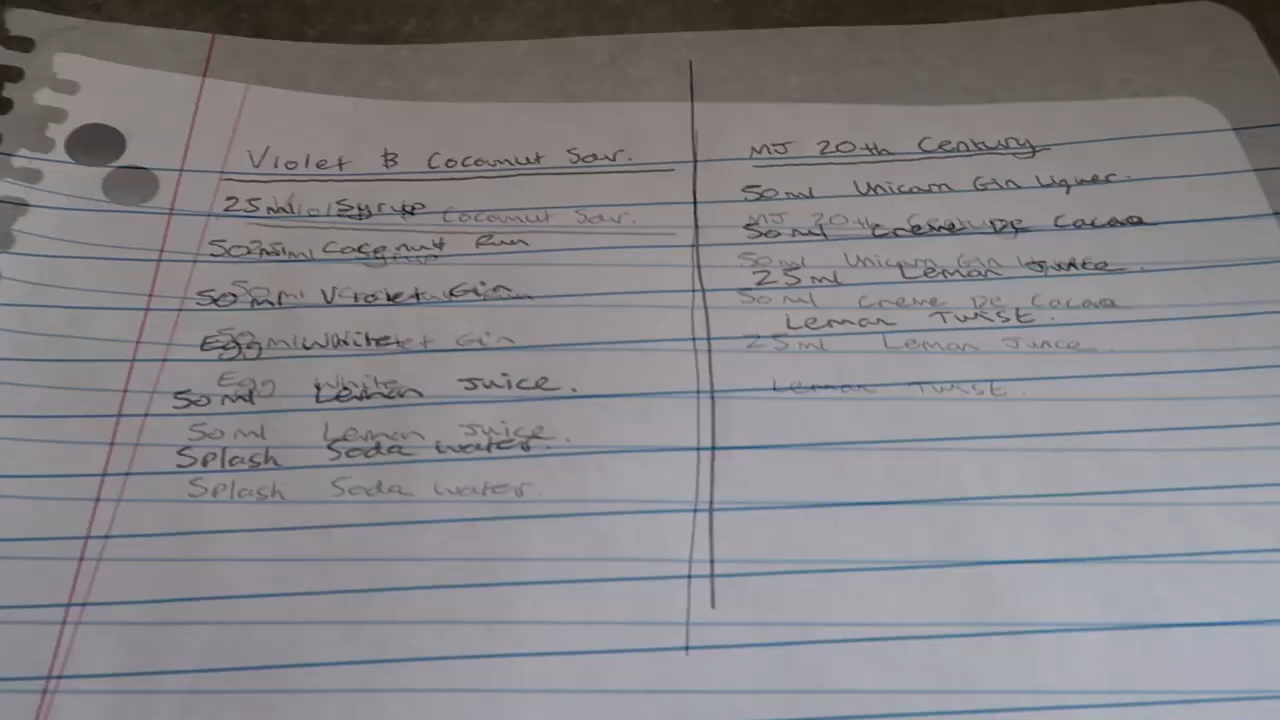 Violet & Coconut Sour.
25ml Syrup
50ml Coconut Rum
50ml Violet Gin
Egg White
50ml Lemon Juice.
Splash Soda water.
MJ 20th Century
50ml Unicorn Gin Liquer.
50ml Creme De Cacao
25ml Lemon Juice
Lemon Twist.